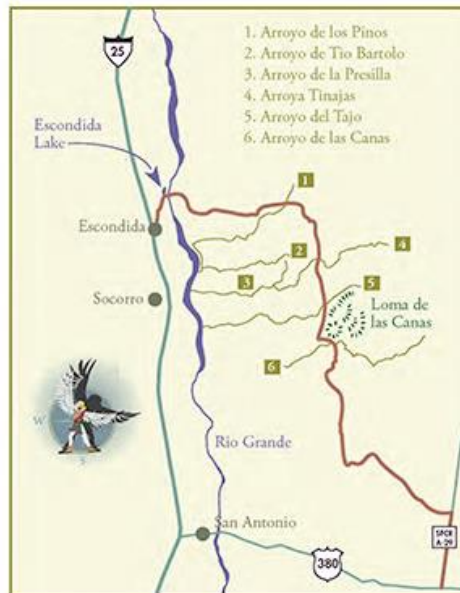 25
1. Arroyo de los Pinos
2. Arroyo de Tio Bartolo
3. Arroyo de la Presilla
4. Arroya Tinajas
5. Arroyo del Tajo
6. Arroyo de las Canas
Escondida
Lake
1
Escondida
2
4
3
5
Socorro
Loma de
las Canas
6
W
S
Rio Grande
San Antonio
SPCR
A-29
380